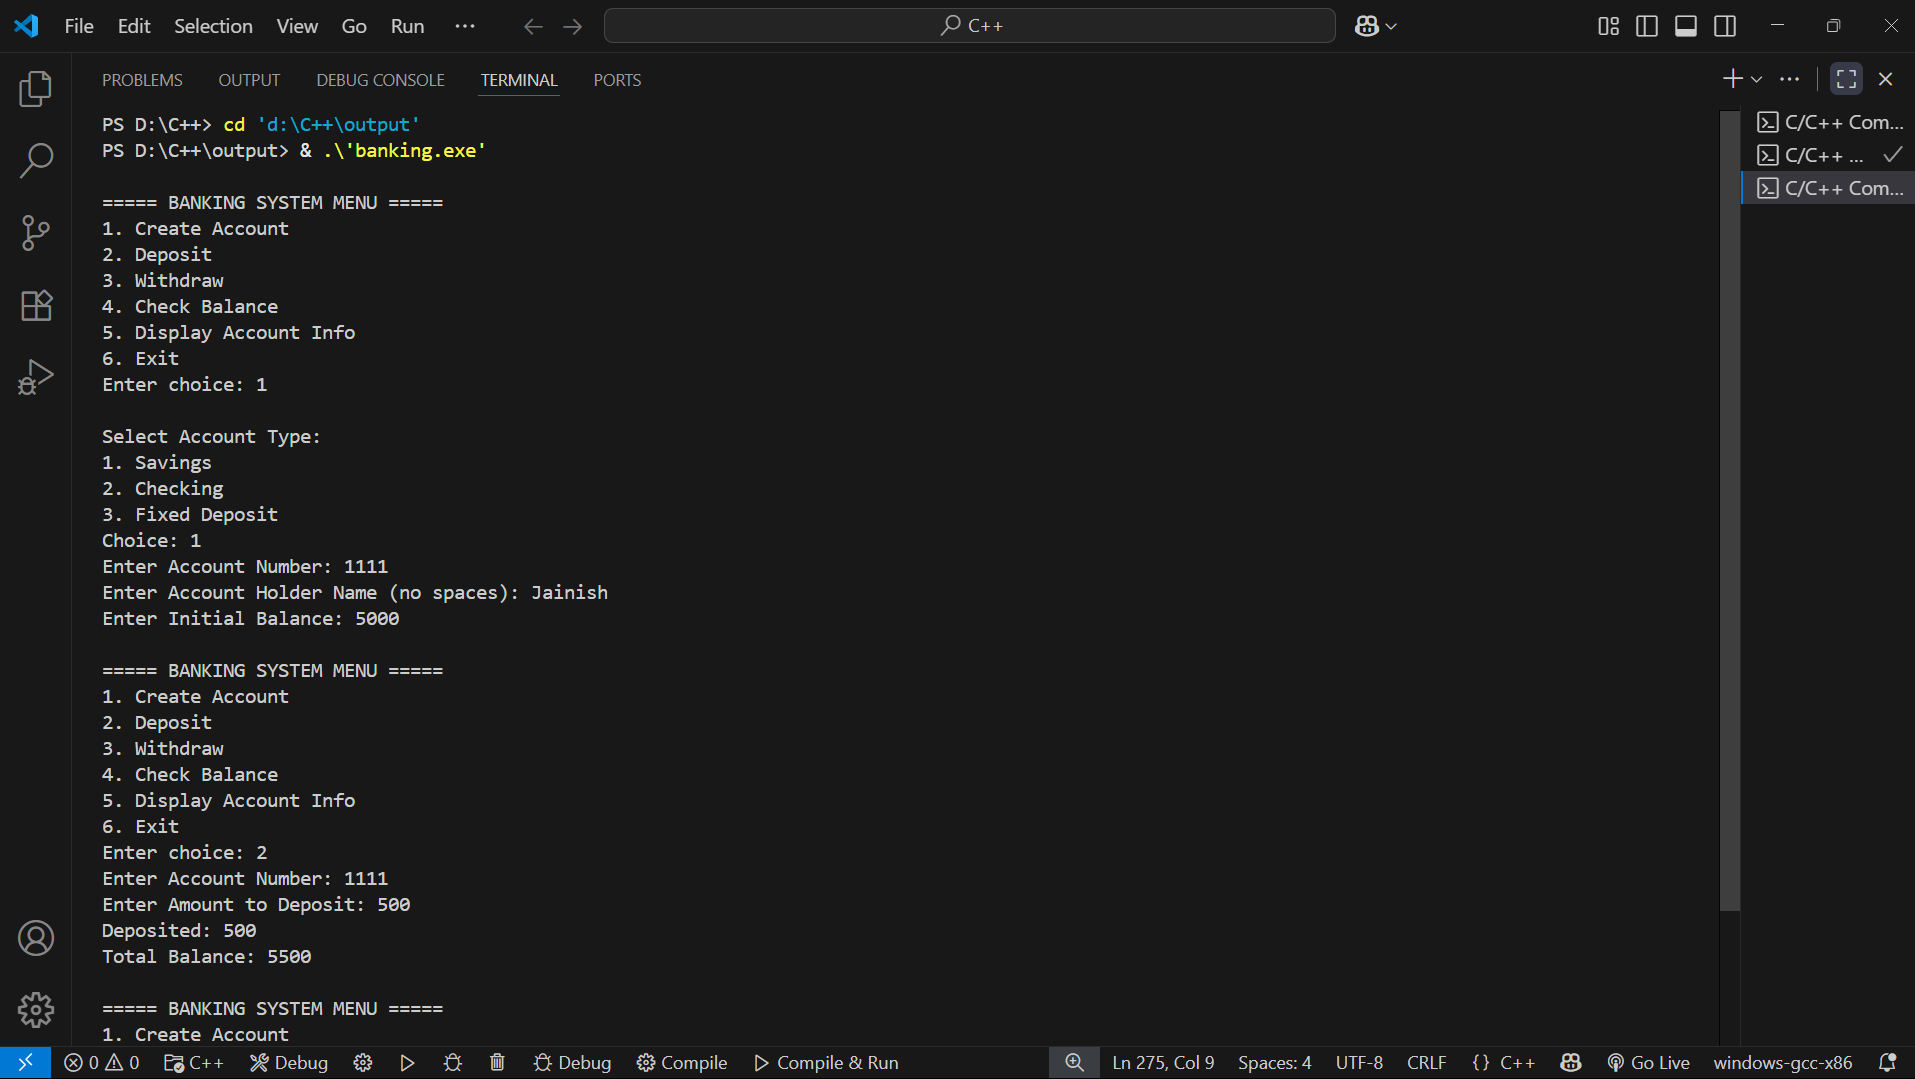 File Edit Selection View Go Run ··· C++
PROBLEMS OUTPUT DEBUG CONSOLE TERMINAL PORTS
PS D:\C++> cd 'd:\C++\output'
PS D:\C++\output> & .\'banking.exe'
===== BANKING SYSTEM MENU =====
1. Create Account
2. Deposit
3. Withdraw
4. Check Balance
5. Display Account Info
6. Exit
Enter choice: 1
Select Account Type:
1. Savings
2. Checking
3. Fixed Deposit
Choice: 1
Enter Account Number: 1111
Enter Account Holder Name (no spaces): Jainish
Enter Initial Balance: 5000
===== BANKING SYSTEM MENU =====
1. Create Account
2. Deposit
3. Withdraw
4. Check Balance
5. Display Account Info
6. Exit
Enter choice: 2
Enter Account Number: 1111
Enter Amount to Deposit: 500
Deposited: 500
Total Balance: 5500
===== BANKING SYSTEM MENU =====
1. Create Account
C/C++ Com...
C/C++ ...
C/C++ Com...
0 0 C++ Debug Debug Compile Compile & Run Ln 275, Col 9 Spaces: 4 UTF-8 CRLF {} C++ Go Live windows-gcc-x86